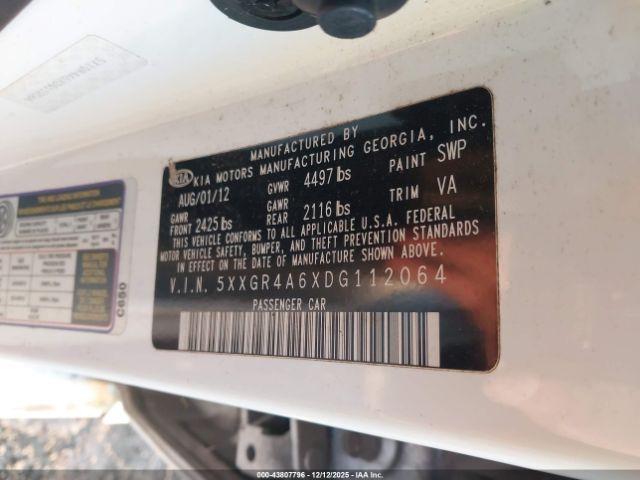 MANUFACTURED BY
KIA KIA MOTORS MANUFACTURING GEORGIA, INC.
AUG/01/12 GVWR 4497 lbs PAINT SWP
GAWR FRONT 2425 lbs GAWR REAR 2116 lbs TRIM VA
THIS VEHICLE CONFORMS TO ALL APPLICABLE U.S.A. FEDERAL
MOTOR VEHICLE SAFETY, BUMPER, AND THEFT PREVENTION STANDARDS
IN EFFECT ON THE DATE OF MANUFACTURE SHOWN ABOVE.
V.I.N. 5XXGR4A6XDG112064
PASSENGER CAR
C650
000-43807796 - 12/12/2025 - IAA Inc.